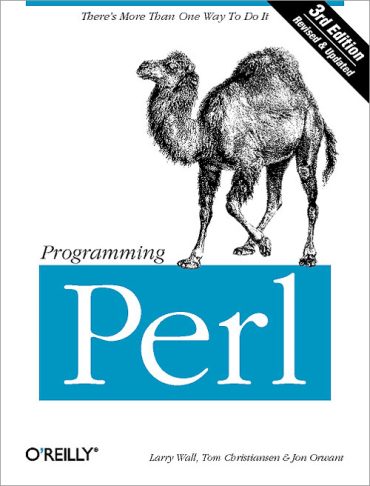 There's More Than One Way To Do It
3rd Edition
Revised & Updated
Programming
Perl
O'REILLY®
Larry Wall, Tom Christiansen & Jon Orwant